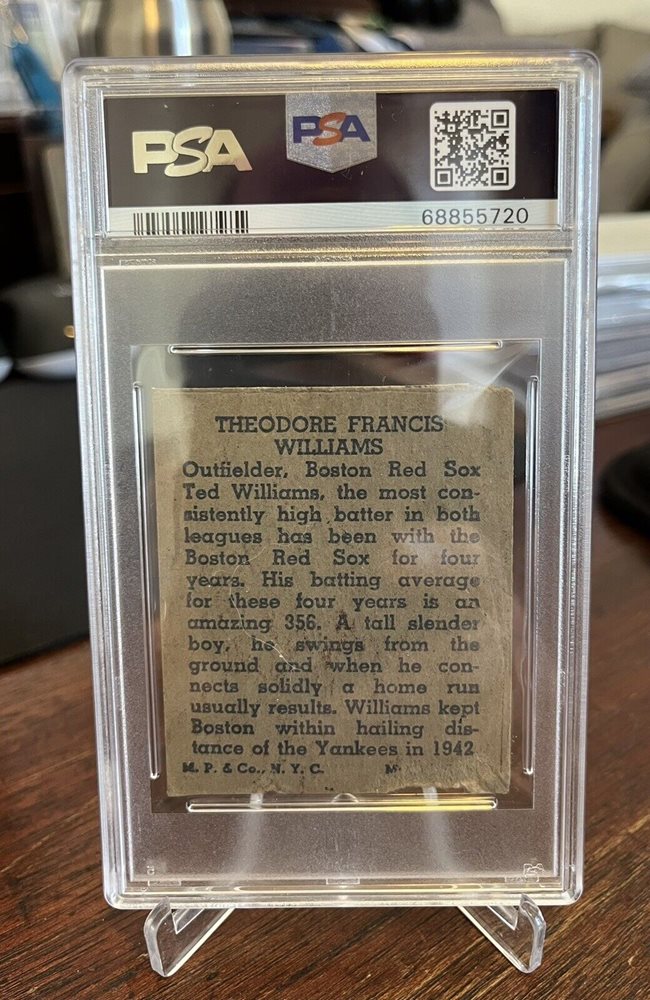 PSA PSA
68855720
THEODORE FRANCIS
WILLIAMS
Outfielder, Boston Red Sox
Ted Williams, the most con-
sistently high batter in both
leagues has been with the
Boston Red Sox for four
years. His batting average
for these four years is an
amazing 356. A tall slender
boy, he swings from the
ground and when he con-
nects solidly a home run
usually results. Williams kept
Boston within hailing dis-
tance of the Yankees in 1942
M. P. & Co., N. Y. C.